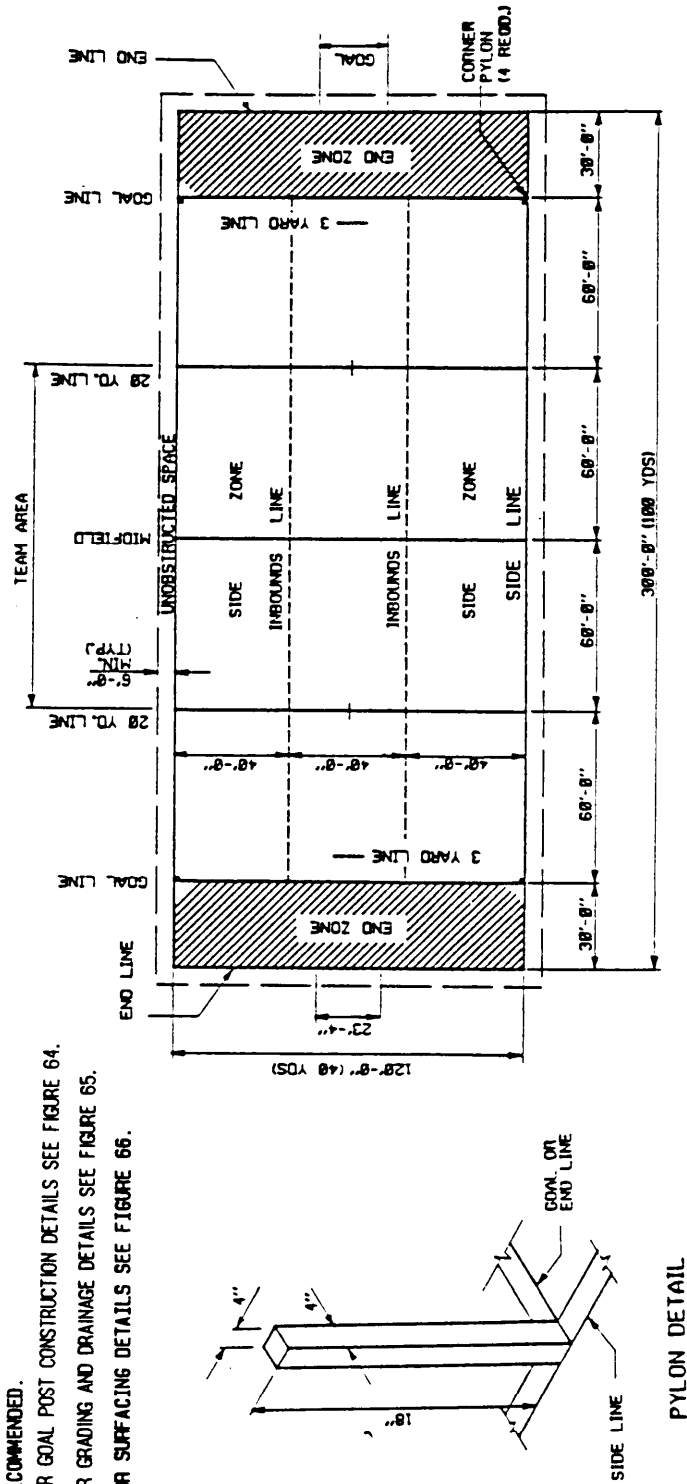 COMMENDED.
R GOAL POST CONSTRUCTION DETAILS SEE FIGURE 64.
R GRADING AND DRAINAGE DETAILS SEE FIGURE 65.
R SURFACING DETAILS SEE FIGURE 66.
TEAM AREA
GOAL LINE
20 YD. LINE
MIDFIELD
20 YD. LINE
GOAL LINE
END LINE
6'-0"
MIN.
(TYP.)
UNOBSTRUCTED SPACE
END LINE
GOAL
CORNER
PYLON
(4 REQD.)
END ZONE
3 YARD LINE
SIDE ZONE
INBOUNDS LINE
INBOUNDS LINE
SIDE ZONE
SIDE LINE
3 YARD LINE
END ZONE
40'-0"
40'-0"
40'-0"
23'-4"
120'-0" (40 YDS)
30'-0"
60'-0"
60'-0"
60'-0"
60'-0"
30'-0"
300'-0" (100 YDS)
4"
4"
18"
GOAL OR
END LINE
SIDE LINE
PYLON DETAIL